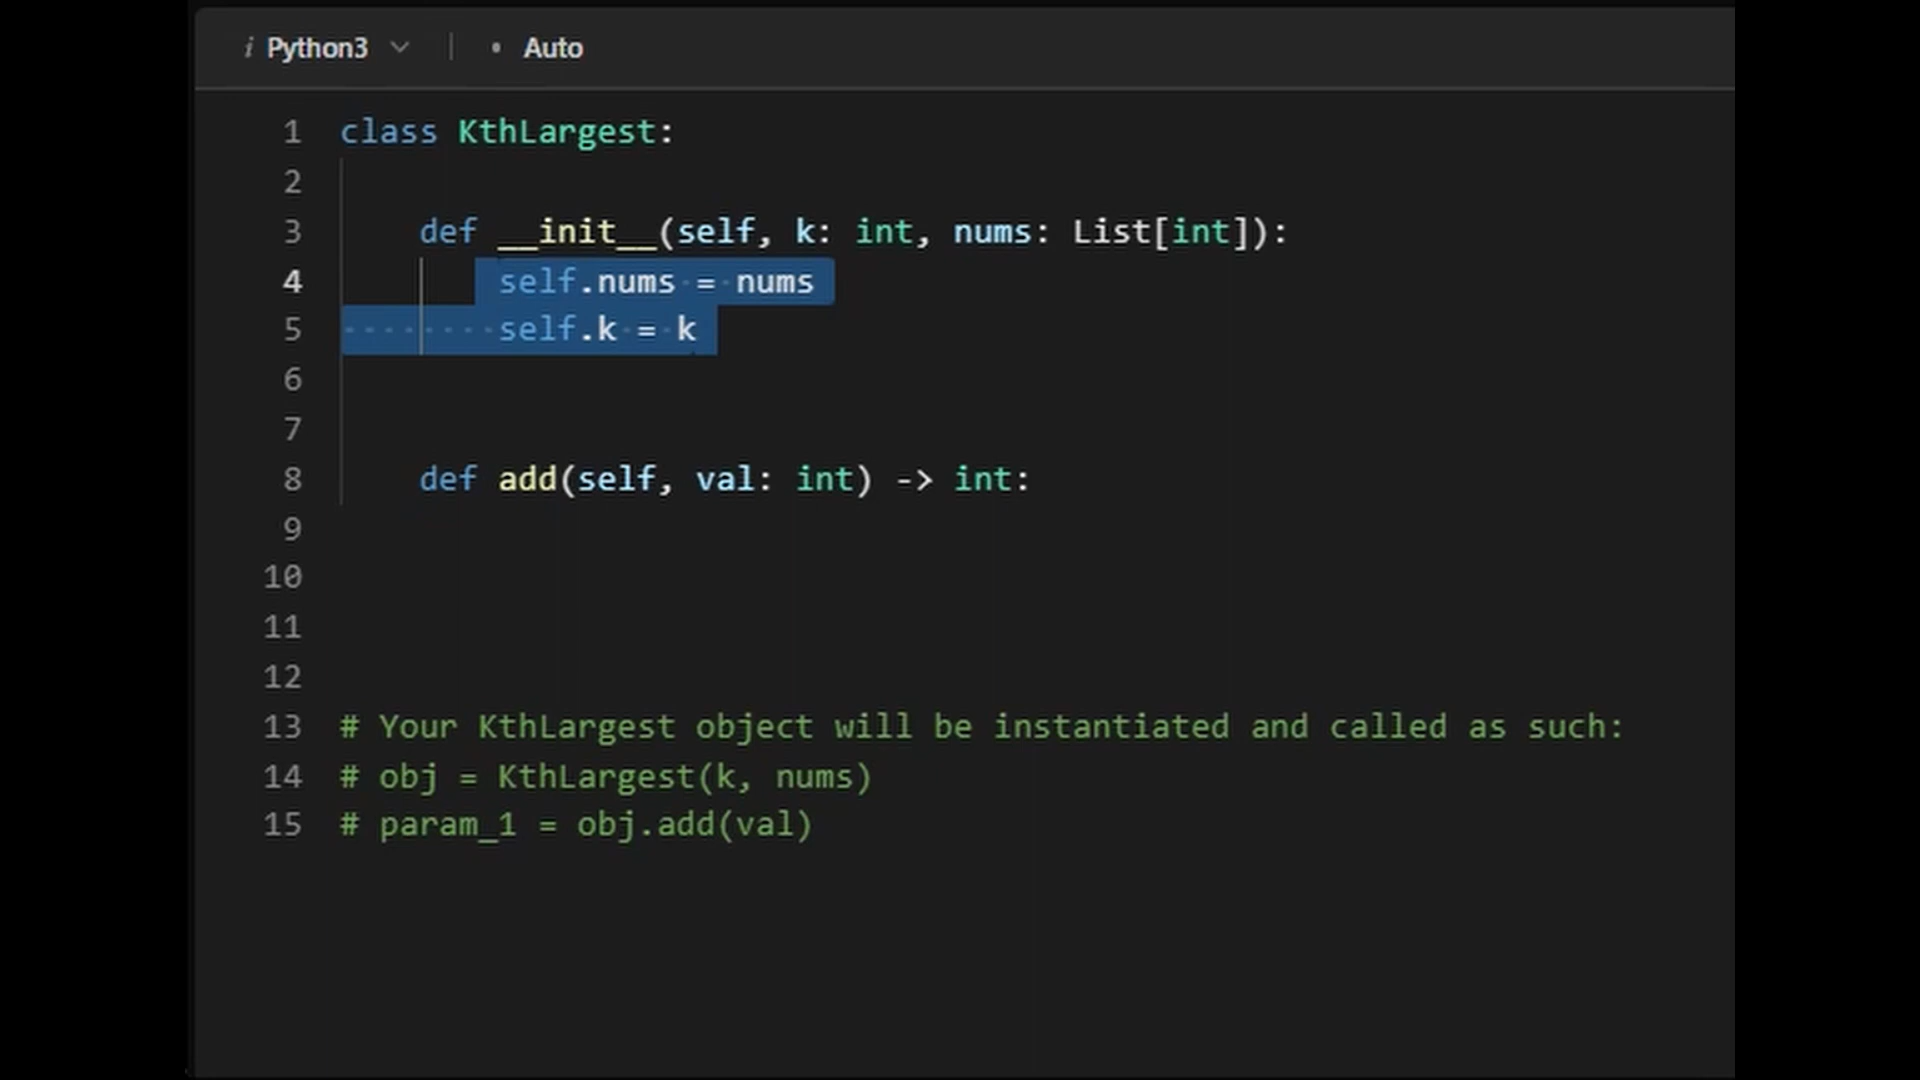 i Python3 Auto
1 class KthLargest:
2
3 def __init__(self, k: int, nums: List[int]):
4 self.nums = nums
5 self.k = k
6
7
8 def add(self, val: int) -> int:
9
10
11
12
13 # Your KthLargest object will be instantiated and called as such:
14 # obj = KthLargest(k, nums)
15 # param_1 = obj.add(val)